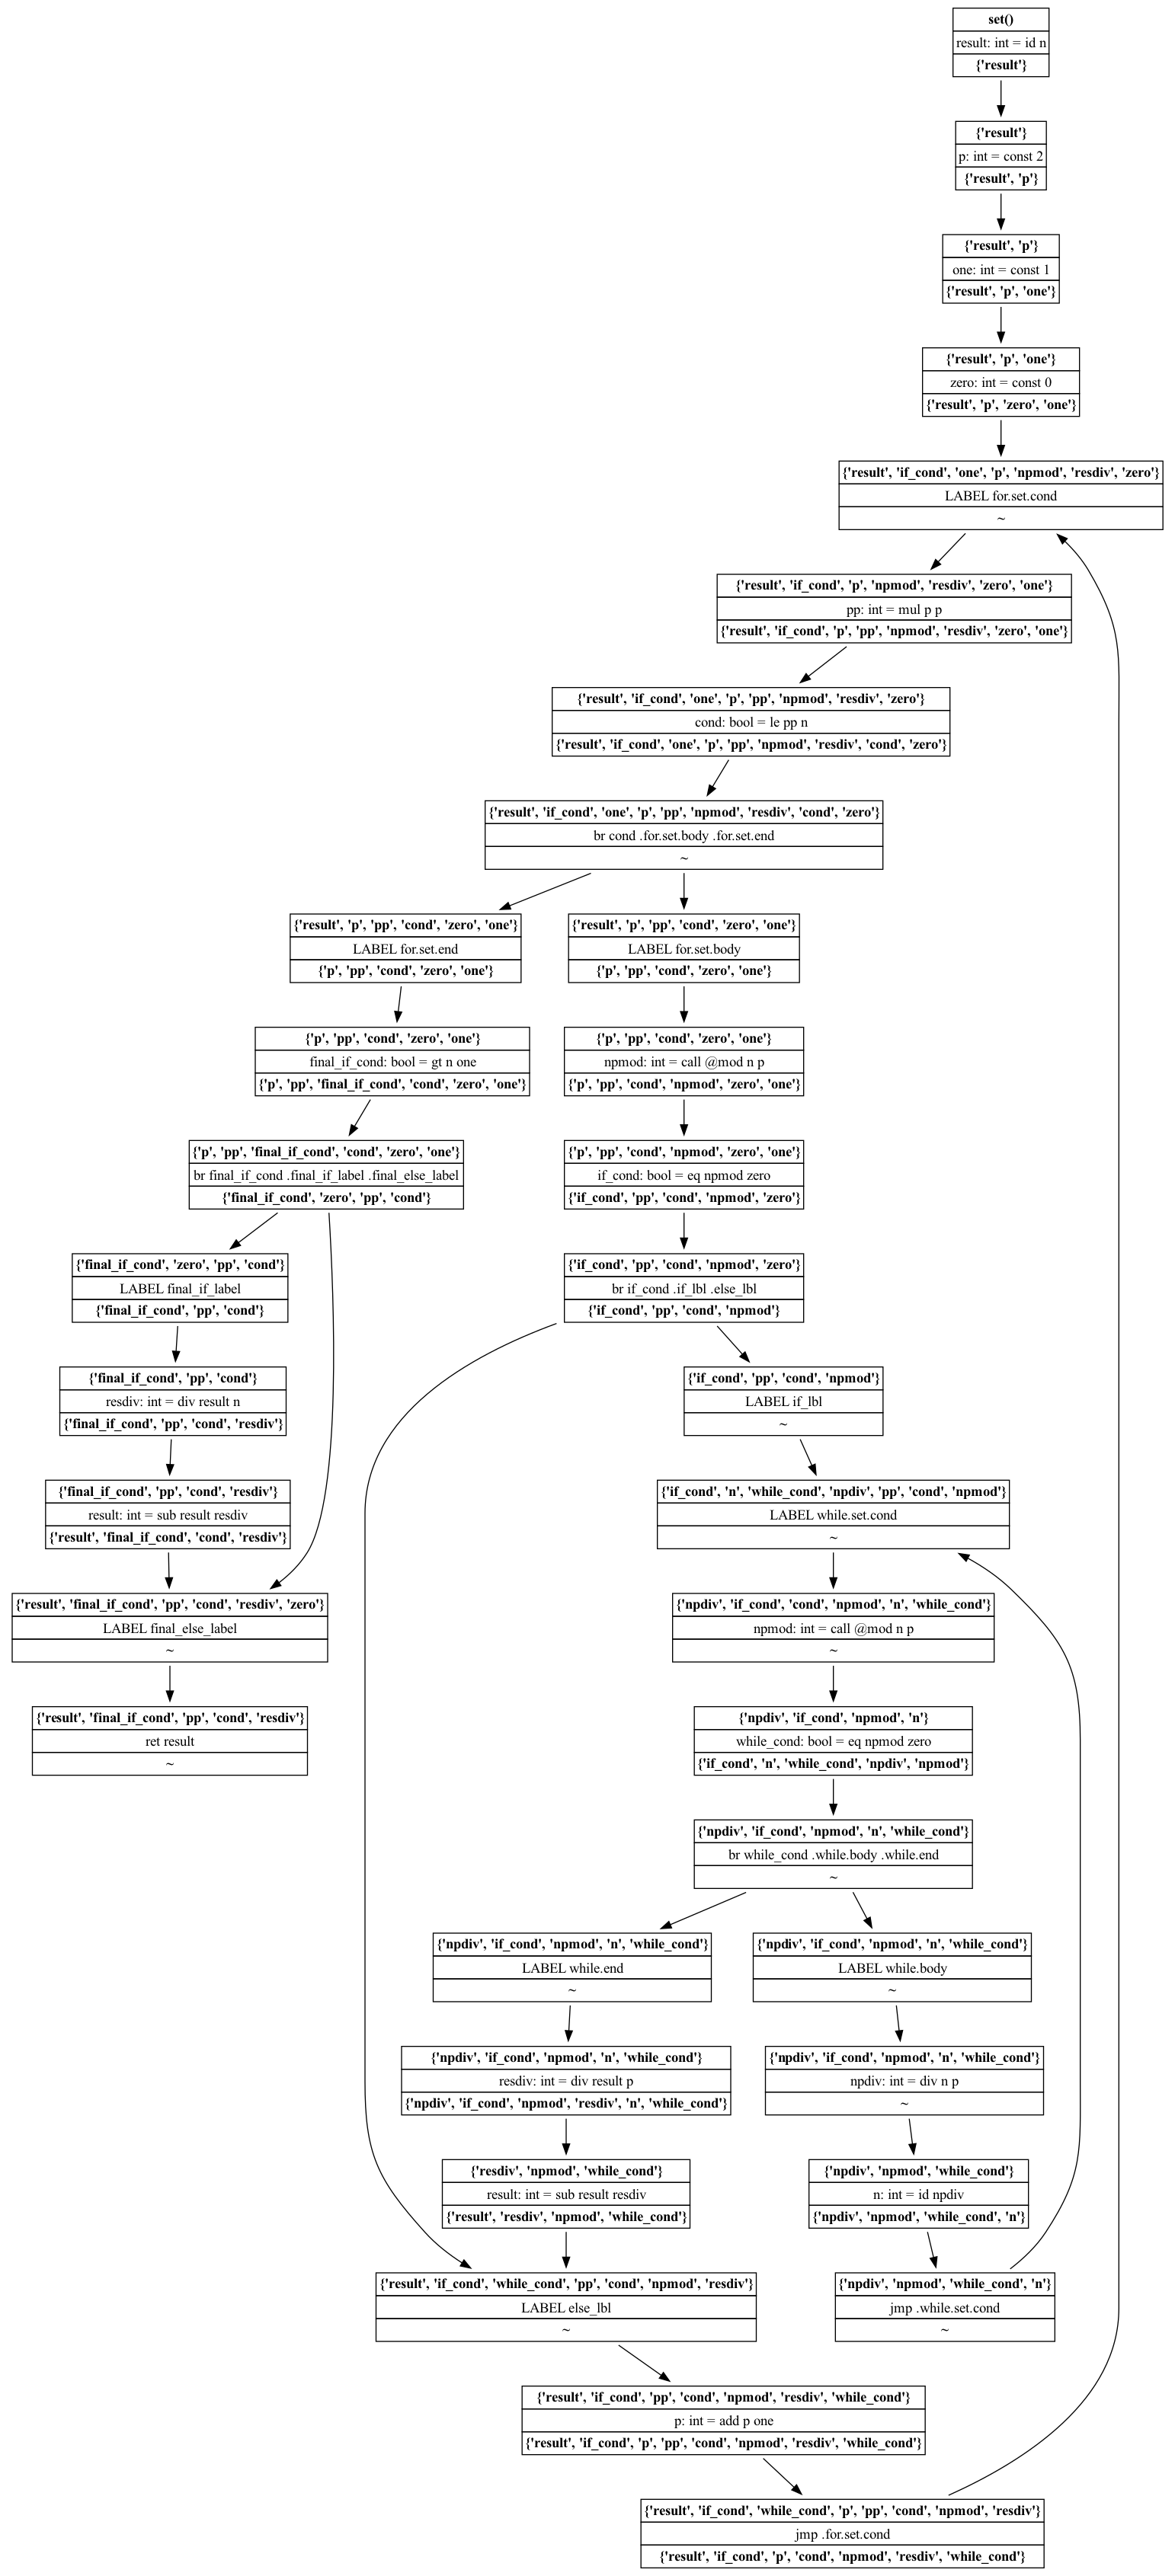 set()
result: int = id n
{'result'}
{'result'}
p: int = const 2
{'result', 'p'}
{'result', 'p'}
one: int = const 1
{'result', 'p', 'one'}
{'result', 'p', 'one'}
zero: int = const 0
{'result', 'p', 'zero', 'one'}
{'result', 'if_cond', 'one', 'p', 'npmod', 'resdiv', 'zero'}
LABEL for.set.cond
~
{'result', 'if_cond', 'p', 'npmod', 'resdiv', 'zero', 'one'}
pp: int = mul p p
{'result', 'if_cond', 'p', 'pp', 'npmod', 'resdiv', 'zero', 'one'}
{'result', 'if_cond', 'one', 'p', 'pp', 'npmod', 'resdiv', 'zero'}
cond: bool = le pp n
{'result', 'if_cond', 'one', 'p', 'pp', 'npmod', 'resdiv', 'cond', 'zero'}
{'result', 'if_cond', 'one', 'p', 'pp', 'npmod', 'resdiv', 'cond', 'zero'}
br cond .for.set.body .for.set.end
~
{'result', 'p', 'pp', 'cond', 'zero', 'one'}
LABEL for.set.end
{'p', 'pp', 'cond', 'zero', 'one'}
{'result', 'p', 'pp', 'cond', 'zero', 'one'}
LABEL for.set.body
{'p', 'pp', 'cond', 'zero', 'one'}
{'p', 'pp', 'cond', 'zero', 'one'}
final_if_cond: bool = gt n one
{'p', 'pp', 'final_if_cond', 'cond', 'zero', 'one'}
{'p', 'pp', 'cond', 'zero', 'one'}
npmod: int = call @mod n p
{'p', 'pp', 'cond', 'npmod', 'zero', 'one'}
{'p', 'pp', 'final_if_cond', 'cond', 'zero', 'one'}
br final_if_cond .final_if_label .final_else_label
{'final_if_cond', 'zero', 'pp', 'cond'}
{'p', 'pp', 'cond', 'npmod', 'zero', 'one'}
if_cond: bool = eq npmod zero
{'if_cond', 'pp', 'cond', 'npmod', 'zero'}
{'final_if_cond', 'zero', 'pp', 'cond'}
LABEL final_if_label
{'final_if_cond', 'pp', 'cond'}
{'if_cond', 'pp', 'cond', 'npmod', 'zero'}
br if_cond .if_lbl .else_lbl
{'if_cond', 'pp', 'cond', 'npmod'}
{'final_if_cond', 'pp', 'cond'}
resdiv: int = div result n
{'final_if_cond', 'pp', 'cond', 'resdiv'}
{'if_cond', 'pp', 'cond', 'npmod'}
LABEL if_lbl
~
{'final_if_cond', 'pp', 'cond', 'resdiv'}
result: int = sub result resdiv
{'result', 'final_if_cond', 'cond', 'resdiv'}
{'if_cond', 'n', 'while_cond', 'npdiv', 'pp', 'cond', 'npmod'}
LABEL while.set.cond
~
{'result', 'final_if_cond', 'pp', 'cond', 'resdiv', 'zero'}
LABEL final_else_label
~
{'npdiv', 'if_cond', 'cond', 'npmod', 'n', 'while_cond'}
npmod: int = call @mod n p
~
{'result', 'final_if_cond', 'pp', 'cond', 'resdiv'}
ret result
~
{'npdiv', 'if_cond', 'npmod', 'n'}
while_cond: bool = eq npmod zero
{'if_cond', 'n', 'while_cond', 'npdiv', 'npmod'}
{'npdiv', 'if_cond', 'npmod', 'n', 'while_cond'}
br while_cond .while.body .while.end
~
{'npdiv', 'if_cond', 'npmod', 'n', 'while_cond'}
LABEL while.end
~
{'npdiv', 'if_cond', 'npmod', 'n', 'while_cond'}
LABEL while.body
~
{'npdiv', 'if_cond', 'npmod', 'n', 'while_cond'}
resdiv: int = div result p
{'npdiv', 'if_cond', 'npmod', 'resdiv', 'n', 'while_cond'}
{'npdiv', 'if_cond', 'npmod', 'n', 'while_cond'}
npdiv: int = div n p
~
{'resdiv', 'npmod', 'while_cond'}
result: int = sub result resdiv
{'result', 'resdiv', 'npmod', 'while_cond'}
{'npdiv', 'npmod', 'while_cond'}
n: int = id npdiv
{'npdiv', 'npmod', 'while_cond', 'n'}
{'result', 'if_cond', 'while_cond', 'pp', 'cond', 'npmod', 'resdiv'}
LABEL else_lbl
~
{'npdiv', 'npmod', 'while_cond', 'n'}
jmp .while.set.cond
~
{'result', 'if_cond', 'pp', 'cond', 'npmod', 'resdiv', 'while_cond'}
p: int = add p one
{'result', 'if_cond', 'p', 'pp', 'cond', 'npmod', 'resdiv', 'while_cond'}
{'result', 'if_cond', 'while_cond', 'p', 'pp', 'cond', 'npmod', 'resdiv'}
jmp .for.set.cond
{'result', 'if_cond', 'p', 'cond', 'npmod', 'resdiv', 'while_cond'}